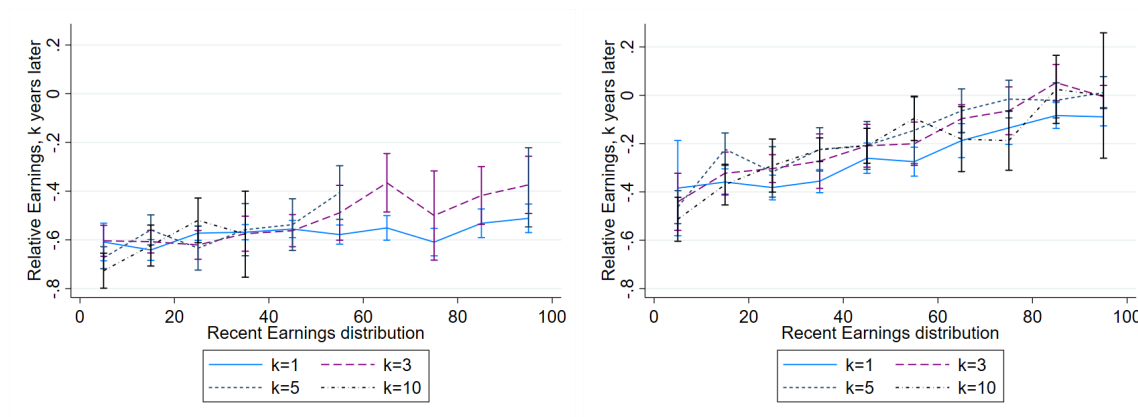 Relative Earnings, k years later
.2
0
-.2
-.4
-.6
-.8
0 20 40 60 80 100
Recent Earnings distribution
k=1 k=3
k=5 k=10
Relative Earnings, k years later
.2
0
-.2
-.4
-.6
-.8
0 20 40 60 80 100
Recent Earnings distribution
k=1 k=3
k=5 k=10